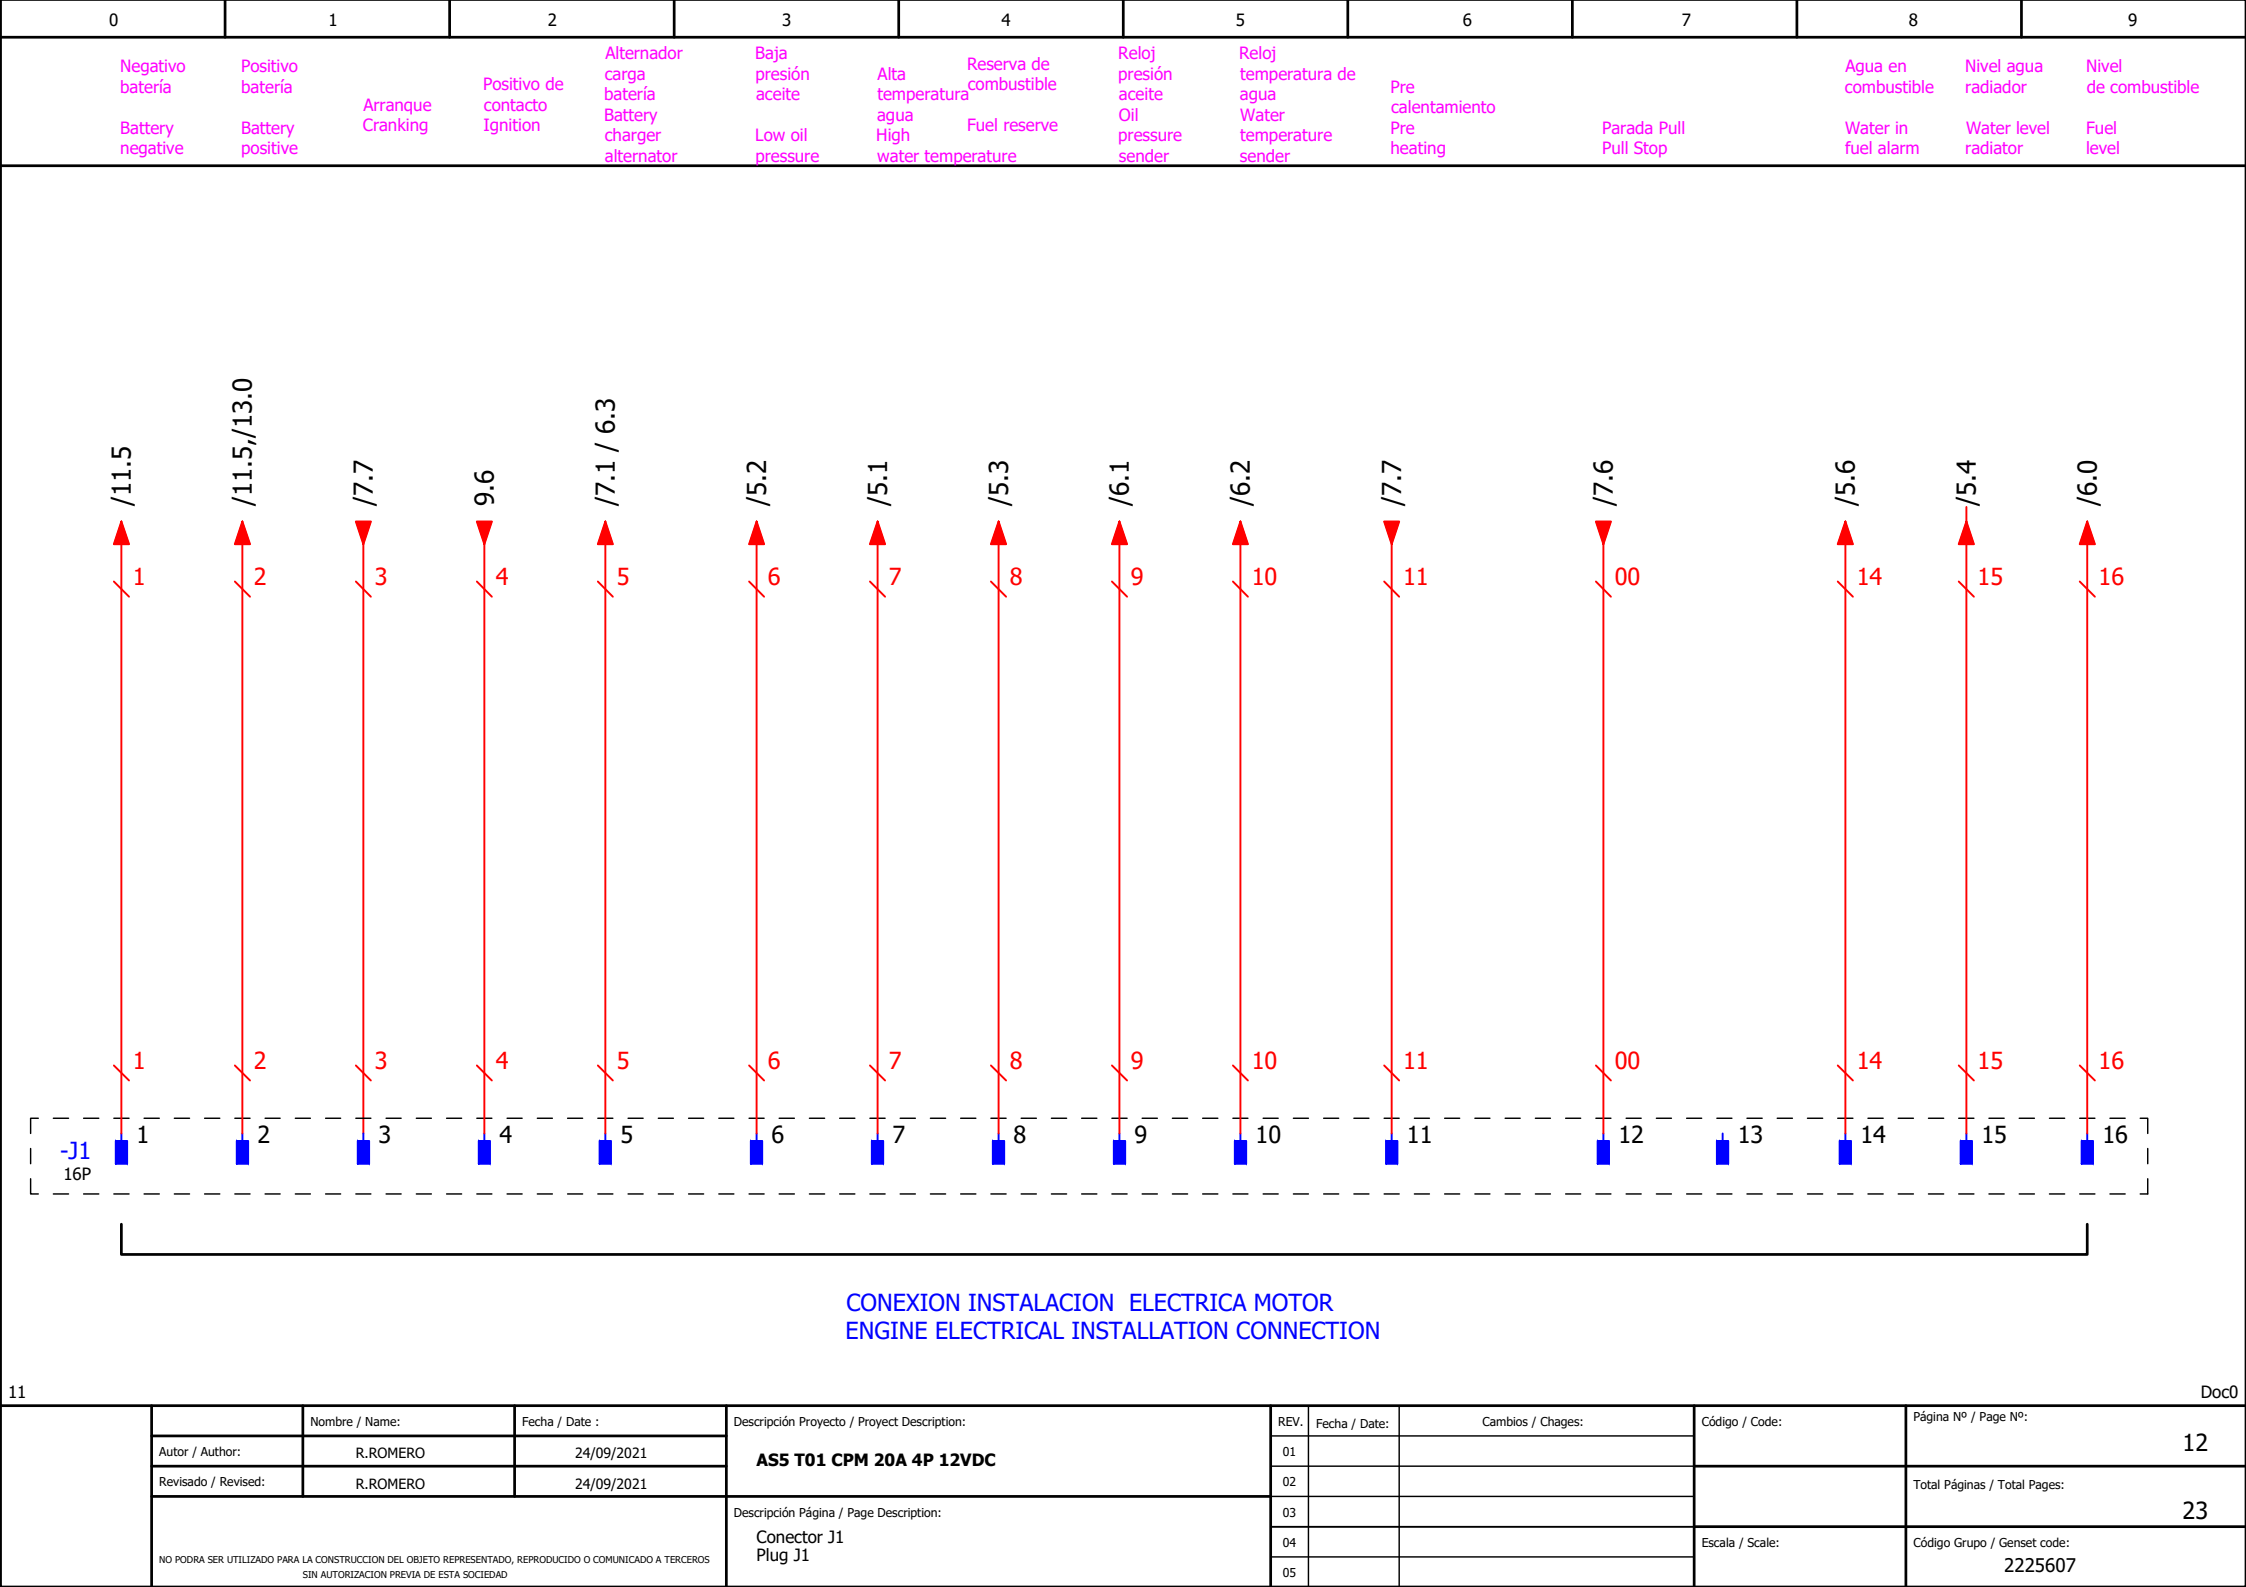 0 1 2 3 4 5 6 7 8 9
Negativo
batería
Battery
negative
Positivo
batería
Battery
positive
Arranque
Cranking
Positivo de
contacto
Ignition
Alternador
carga
batería
Battery
charger
alternator
Baja
presión
aceite
Low oil
pressure
Alta
temperatura
agua
High
water temperature
Reserva de
combustible
Fuel reserve
Reloj
presión
aceite
Oil
pressure
sender
Reloj
temperatura de
agua
Water
temperature
sender
Pre
calentamiento
Pre
heating
Parada Pull
Pull Stop
Agua en
combustible
Water in
fuel alarm
Nivel agua
radiador
Water level
radiator
Nivel
de combustible
Fuel
level
/11.5 /11.5,/13.0 /7.7 9.6 /7.1 / 6.3 /5.2 /5.1 /5.3 /6.1 /6.2 /7.7 /7.6 /5.6 /5.4 /6.0
1 2 3 4 5 6 7 8 9 10 11 00 14 15 16
1 2 3 4 5 6 7 8 9 10 11 00 14 15 16
-J1
16P
1 2 3 4 5 6 7 8 9 10 11 12 13 14 15 16
CONEXION INSTALACION ELECTRICA MOTOR
ENGINE ELECTRICAL INSTALLATION CONNECTION
11
Doc0
Nombre / Name:
Fecha / Date :
Autor / Author:
R.ROMERO
24/09/2021
Revisado / Revised:
R.ROMERO
24/09/2021
NO PODRA SER UTILIZADO PARA LA CONSTRUCCION DEL OBJETO REPRESENTADO, REPRODUCIDO O COMUNICADO A TERCEROS
SIN AUTORIZACION PREVIA DE ESTA SOCIEDAD
Descripción Proyecto / Proyect Description:
AS5 T01 CPM 20A 4P 12VDC
Descripción Página / Page Description:
Conector J1
Plug J1
REV. Fecha / Date: Cambios / Chages:
01
02
03
04
05
Código / Code:
Escala / Scale:
Página Nº / Page Nº:
12
Total Páginas / Total Pages:
23
Código Grupo / Genset code:
2225607